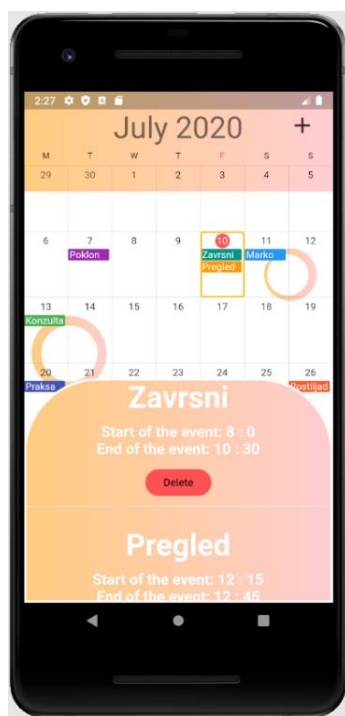 2:27
July 2020 +
M T W T F S S
29 30 1 2 3 4 5
6 7 8 9 10 11 12
Poklon Zavrsni Marko
Pregled
13 14 15 16 17 18 19
Konzulta
20 21 22 23 24 25 26
Praksa Rostiljad
Zavrsni
Start of the event: 8 : 0
End of the event: 10 : 30
Delete
Pregled
Start of the event: 12 : 15
End of the event: 12 : 45